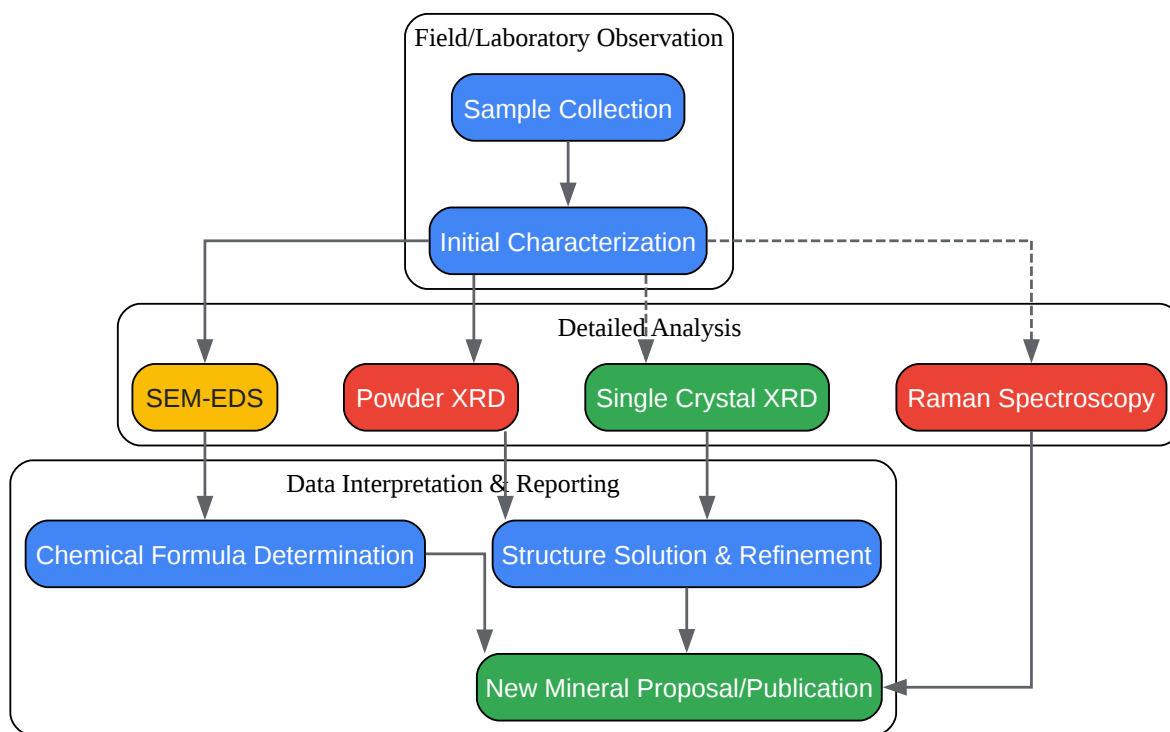 Field/Laboratory Observation
Sample Collection
Initial Characterization
Detailed Analysis
SEM-EDS
Powder XRD
Single Crystal XRD
Raman Spectroscopy
Data Interpretation & Reporting
Chemical Formula Determination
Structure Solution & Refinement
New Mineral Proposal/Publication